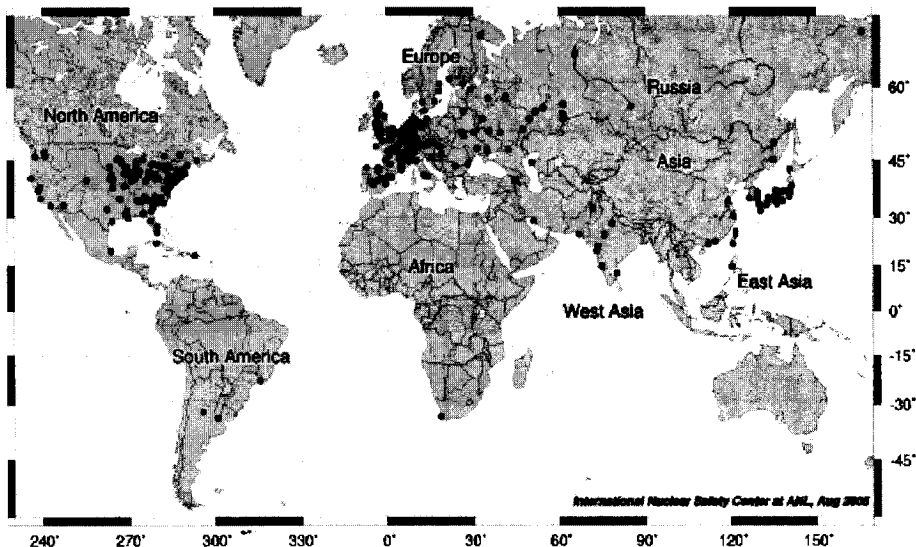 Europe
Russia
60°
North America
45°
Asia
30°
Africa
15°
East Asia
West Asia
0°
South America
-15°
-30°
-45°
International Nuclear Safety Center at ANL, Aug 2005
240° 270° 300° 330° 0° 30° 60° 90° 120° 150°